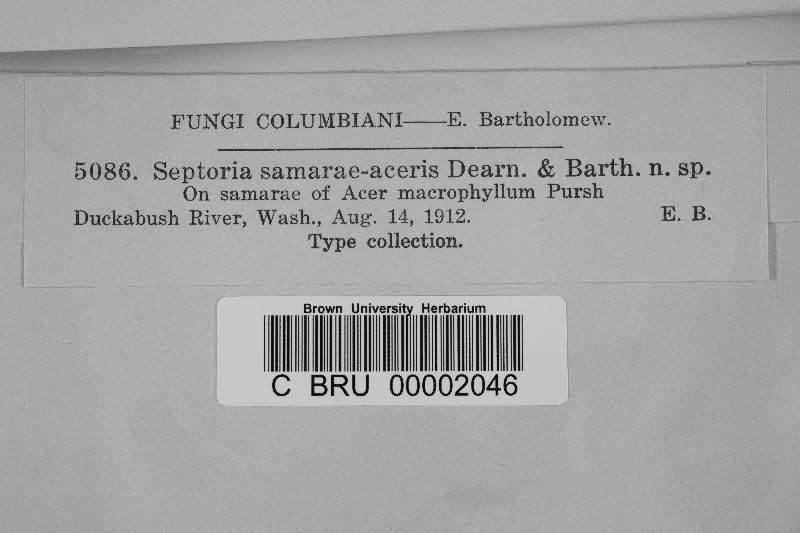 FUNGI COLUMBIANI——E. Bartholomew.
5086. Septoria samarae-aceris Dearn. & Barth. n. sp.
On samarae of Acer macrophyllum Pursh
Duckabush River, Wash., Aug. 14, 1912. E. B.
Type collection.
Brown University Herbarium
C BRU 00002046